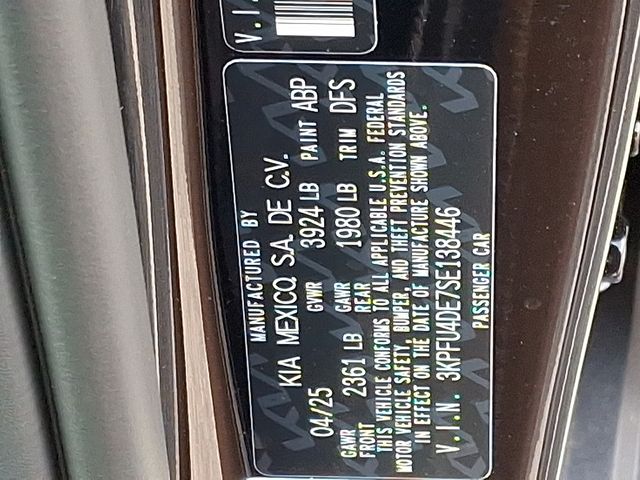 V.I.
MANUFACTURED BY
KIA MEXICO, S.A. DE C.V.
04/25 GVWR 3924 LB PAINT ABP
GAWR FRONT 2361 LB GAWR REAR 1980 LB TRIM DFS
THIS VEHICLE CONFORMS TO ALL APPLICABLE U.S.A. FEDERAL
MOTOR VEHICLE SAFETY, BUMPER, AND THEFT PREVENTION STANDARDS
IN EFFECT ON THE DATE OF MANUFACTURE SHOWN ABOVE.
V.I.N. 3KPFU4DE7SE138446
PASSENGER CAR